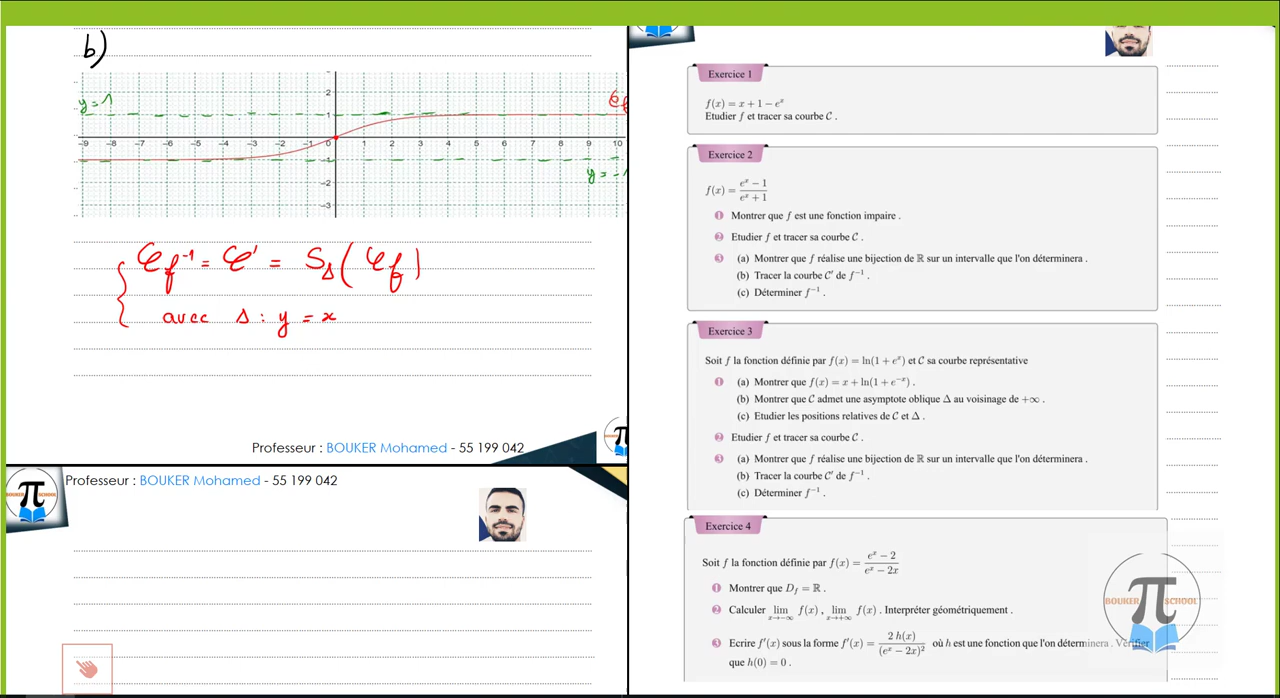 b)
y = 1
2
1
-9 -8 -7 -6 -5 -4 -3 -2 -1 0 1 2 3 4 5 6 7 8 9 10
-1
y = -1
-2
-3
𝒞f⁻¹ = 𝒞' = S_Δ(𝒞f)
avec Δ : y = x
Professeur : BOUKER Mohamed - 55 199 042
Professeur : BOUKER Mohamed - 55 199 042
BOUKER π SCHOOL
Exercice 1
f(x) = x + 1 − eˣ
Etudier f et tracer sa courbe 𝒞 .
Exercice 2
f(x) = (eˣ − 1)/(eˣ + 1)
1 Montrer que f est une fonction impaire .
2 Etudier f et tracer sa courbe 𝒞 .
3 (a) Montrer que f réalise une bijection de ℝ sur un intervalle que l'on déterminera .
(b) Tracer la courbe 𝒞' de f⁻¹ .
(c) Déterminer f⁻¹ .
Exercice 3
Soit f la fonction définie par f(x) = ln(1 + eˣ) et 𝒞 sa courbe représentative
1 (a) Montrer que f(x) = x + ln(1 + e⁻ˣ) .
(b) Montrer que 𝒞 admet une asymptote oblique Δ au voisinage de +∞ .
(c) Etudier les positions relatives de 𝒞 et Δ .
2 Etudier f et tracer sa courbe 𝒞 .
3 (a) Montrer que f réalise une bijection de ℝ sur un intervalle que l'on déterminera .
(b) Tracer la courbe 𝒞' de f⁻¹ .
(c) Déterminer f⁻¹ .
Exercice 4
Soit f la fonction définie par f(x) = (eˣ − 2)/(eˣ − 2x)
1 Montrer que D_f = ℝ .
2 Calculer lim x→−∞ f(x) , lim x→+∞ f(x) . Interpréter géométriquement .
3 Ecrire f'(x) sous la forme f'(x) = 2 h(x)/(eˣ − 2x)² où h est une fonction que l'on déterminera . Vérifier
que h(0) = 0 .
BOUKER π SCHOOL